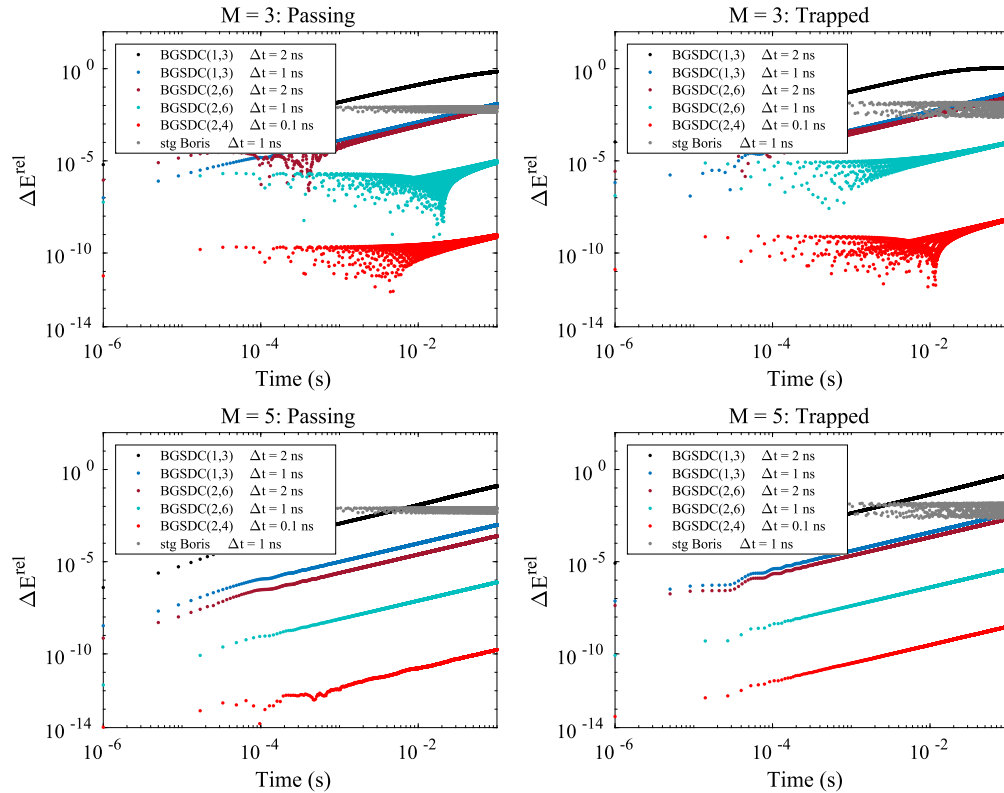 M = 3: Passing
ΔE^rel
10^0
10^-5
10^-10
10^-14
BGSDC(1,3) Δt = 2 ns
BGSDC(1,3) Δt = 1 ns
BGSDC(2,6) Δt = 2 ns
BGSDC(2,6) Δt = 1 ns
BGSDC(2,4) Δt = 0.1 ns
stg Boris Δt = 1 ns
10^-6 10^-4 10^-2
Time (s)
M = 3: Trapped
ΔE^rel
10^0
10^-5
10^-10
10^-14
BGSDC(1,3) Δt = 2 ns
BGSDC(1,3) Δt = 1 ns
BGSDC(2,6) Δt = 2 ns
BGSDC(2,6) Δt = 1 ns
BGSDC(2,4) Δt = 0.1 ns
stg Boris Δt = 1 ns
10^-6 10^-4 10^-2
Time (s)
M = 5: Passing
ΔE^rel
10^0
10^-5
10^-10
10^-14
BGSDC(1,3) Δt = 2 ns
BGSDC(1,3) Δt = 1 ns
BGSDC(2,6) Δt = 2 ns
BGSDC(2,6) Δt = 1 ns
BGSDC(2,4) Δt = 0.1 ns
stg Boris Δt = 1 ns
10^-6 10^-4 10^-2
Time (s)
M = 5: Trapped
ΔE^rel
10^0
10^-5
10^-10
10^-14
BGSDC(1,3) Δt = 2 ns
BGSDC(1,3) Δt = 1 ns
BGSDC(2,6) Δt = 2 ns
BGSDC(2,6) Δt = 1 ns
BGSDC(2,4) Δt = 0.1 ns
stg Boris Δt = 1 ns
10^-6 10^-4 10^-2
Time (s)